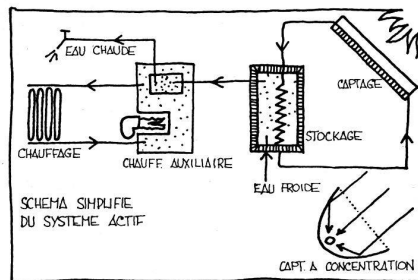 EAU CHAUDE
CAPTAGE
STOCKAGE
CHAUFFAGE
CHAUFF. AUXILIAIRE
EAU FROIDE
SCHEMA SIMPLIFIE
DU SYSTEME ACTIF
CAPT. A CONCENTRATION